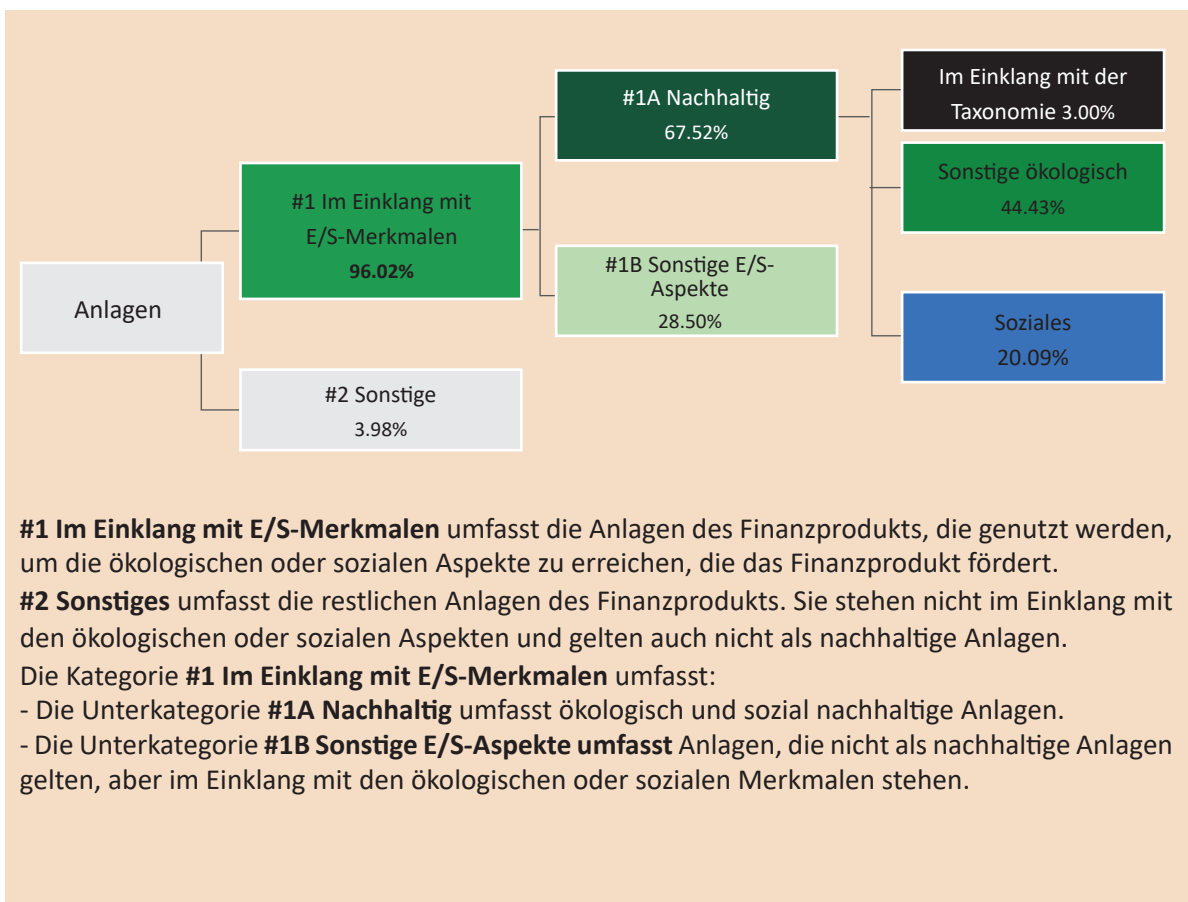 Anlagen
#1 Im Einklang mit
E/S-Merkmalen
96.02%
#2 Sonstige
3.98%
#1A Nachhaltig
67.52%
#1B Sonstige E/S-
Aspekte
28.50%
Im Einklang mit der
Taxonomie 3.00%
Sonstige ökologisch
44.43%
Soziales
20.09%
#1 Im Einklang mit E/S-Merkmalen umfasst die Anlagen des Finanzprodukts, die genutzt werden,
um die ökologischen oder sozialen Aspekte zu erreichen, die das Finanzprodukt fördert.
#2 Sonstiges umfasst die restlichen Anlagen des Finanzprodukts. Sie stehen nicht im Einklang mit
den ökologischen oder sozialen Aspekten und gelten auch nicht als nachhaltige Anlagen.
Die Kategorie #1 Im Einklang mit E/S-Merkmalen umfasst:
- Die Unterkategorie #1A Nachhaltig umfasst ökologisch und sozial nachhaltige Anlagen.
- Die Unterkategorie #1B Sonstige E/S-Aspekte umfasst Anlagen, die nicht als nachhaltige Anlagen
gelten, aber im Einklang mit den ökologischen oder sozialen Merkmalen stehen.